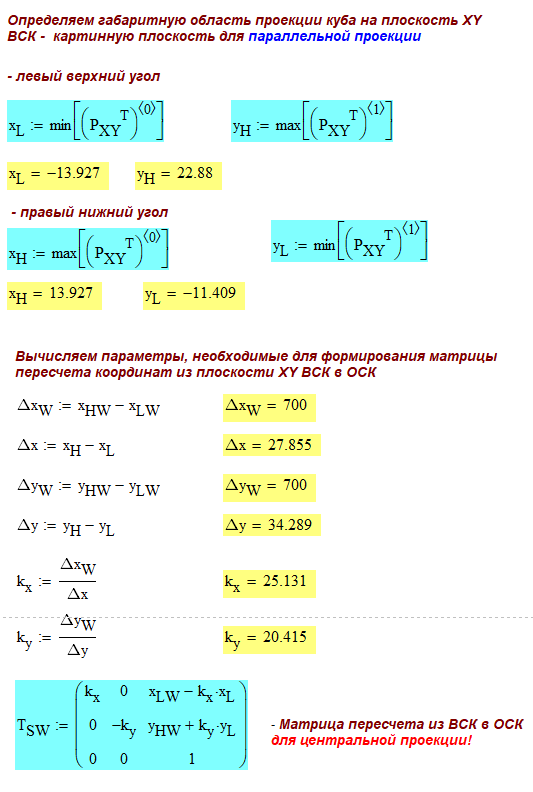 Определяем габаритную область проекции куба на плоскость XY
ВСК - картинную плоскость для параллельной проекции
- левый верхний угол
x_L := min[(P_XY^T)^⟨0⟩] y_H := max[(P_XY^T)^⟨1⟩]
x_L = −13.927 y_H = 22.88
- правый нижний угол
x_H := max[(P_XY^T)^⟨0⟩] y_L := min[(P_XY^T)^⟨1⟩]
x_H = 13.927 y_L = −11.409
Вычисляем параметры, необходимые для формирования матрицы
пересчета координат из плоскости XY ВСК в ОСК
Δx_W := x_HW − x_LW Δx_W = 700
Δx := x_H − x_L Δx = 27.855
Δy_W := y_HW − y_LW Δy_W = 700
Δy := y_H − y_L Δy = 34.289
k_x := Δx_W / Δx k_x = 25.131
k_y := Δy_W / Δy k_y = 20.415
T_SW := ( k_x 0 x_LW − k_x·x_L
0 −k_y y_HW + k_y·y_L
0 0 1 )
- Матрица пересчета из ВСК в ОСК
для центральной проекции!